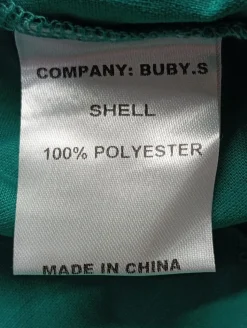 COMPANY: BUBY.S
SHELL
100% POLYESTER
MADE IN CHINA